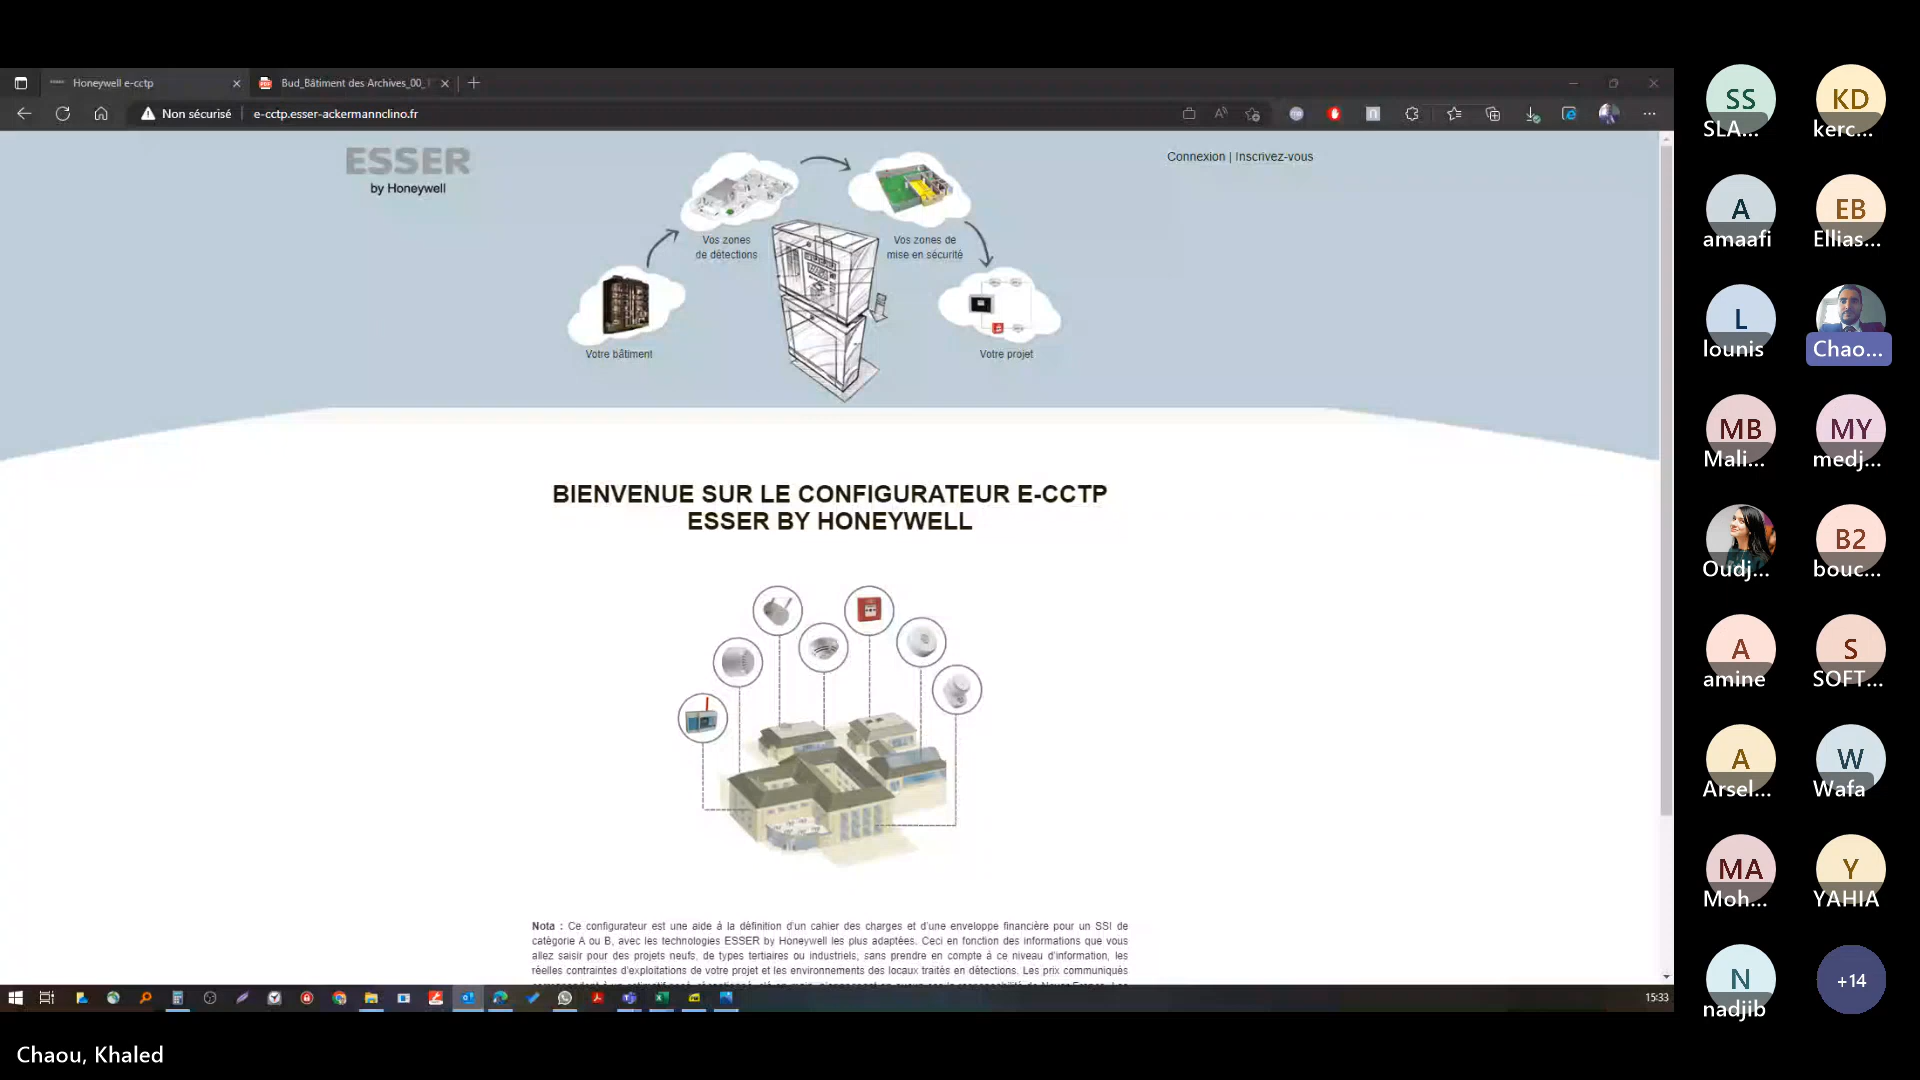 Honeywell e-cctp
Bud_Bâtiment des Archives_00_
Non sécurisé
e-cctp.esser-ackermannclino.fr
ESSER
by Honeywell
Connexion | Inscrivez-vous
Vos zones
de détections
Vos zones de
mise en sécurité
Votre bâtiment
Votre projet
BIENVENUE SUR LE CONFIGURATEUR E-CCTP
ESSER BY HONEYWELL
Nota : Ce configurateur est une aide à la définition d'un cahier des charges et d'une enveloppe financière pour un SSI de
catégorie A ou B, avec les technologies ESSER by Honeywell les plus adaptées. Ceci en fonction des informations que vous
allez saisir pour des projets neufs, de types tertiaires ou industriels, sans prendre en compte à ce niveau d'information, les
réelles contraintes d'exploitations de votre projet et les environnements des locaux traités en détections. Les prix communiqués
15:33
SS
SLA...
KD
kerc...
A
amaafi
EB
Ellias...
L
lounis
Chao...
MB
Mali...
MY
medj...
Oudj...
B2
bouc...
A
amine
S
SOFT...
A
Arsel...
W
Wafa
MA
Moh...
Y
YAHIA
N
nadjib
+14
Chaou, Khaled